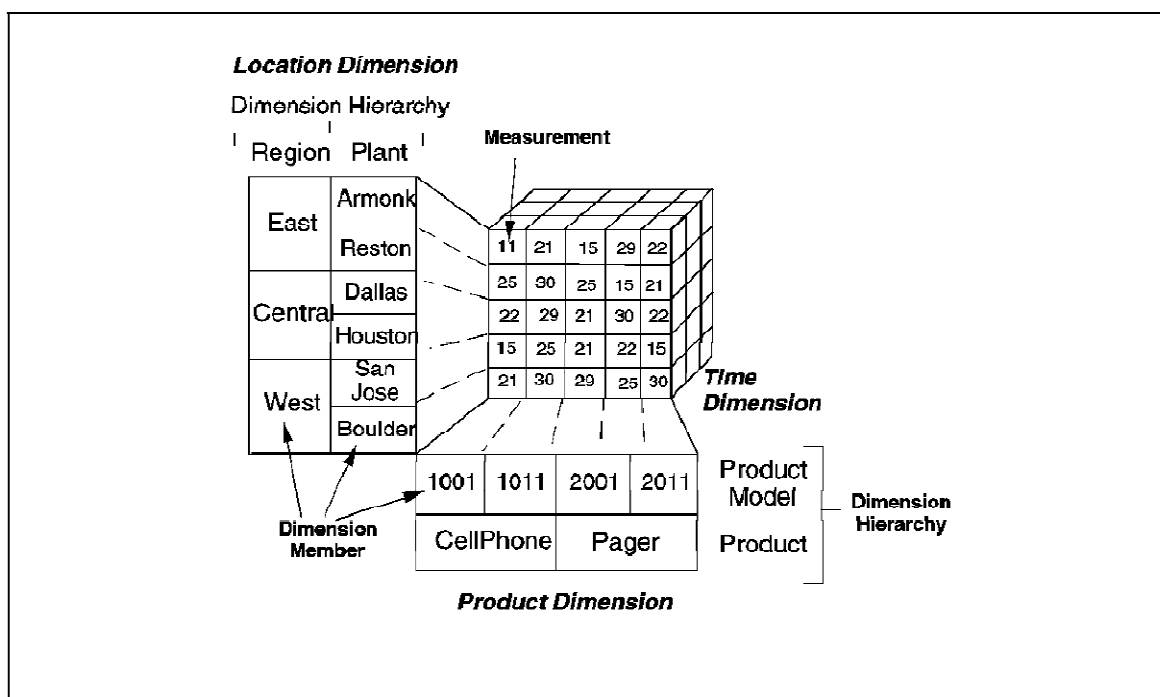 Location Dimension
Dimension Hierarchy
Region Plant
Measurement
East
Armonk
Reston
Central
Dallas
Houston
West
San
Jose
Boulder
11 21 15 29 22
25 30 25 15 21
22 29 21 30 22
15 25 21 22 15
21 30 29 25 30
Time
Dimension
1001 1011 2001 2011
Product
Model
Dimension
Hierarchy
Dimension
Member
CellPhone Pager
Product
Product Dimension